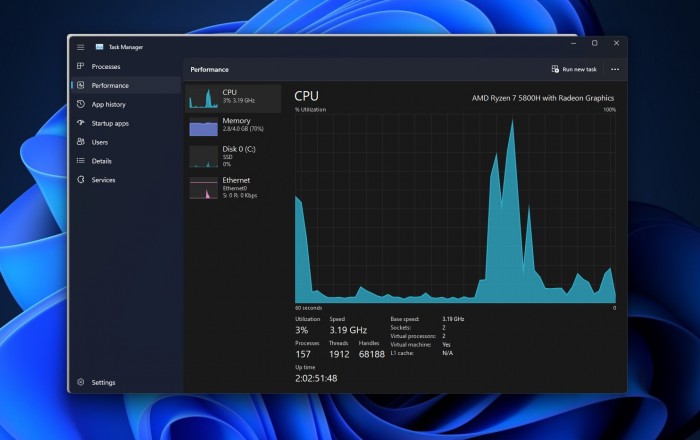 Task Manager
Processes
Performance
App history
Startup apps
Users
Details
Services
Settings
Performance
Run new task
CPU
3% 3.19 GHz
Memory
2.8/4.0 GB (70%)
Disk 0 (C:)
SSD
0%
Ethernet
Ethernet0
S: 0 R: 0 Kbps
CPU
AMD Ryzen 7 5800H with Radeon Graphics
% Utilization
100%
60 seconds
0
Utilization
Speed
3%
3.19 GHz
Processes
Threads
Handles
157
1912
68188
Up time
2:02:51:48
Base speed: 3.19 GHz
Sockets: 2
Virtual processors: 2
Virtual machine: Yes
L1 cache: N/A